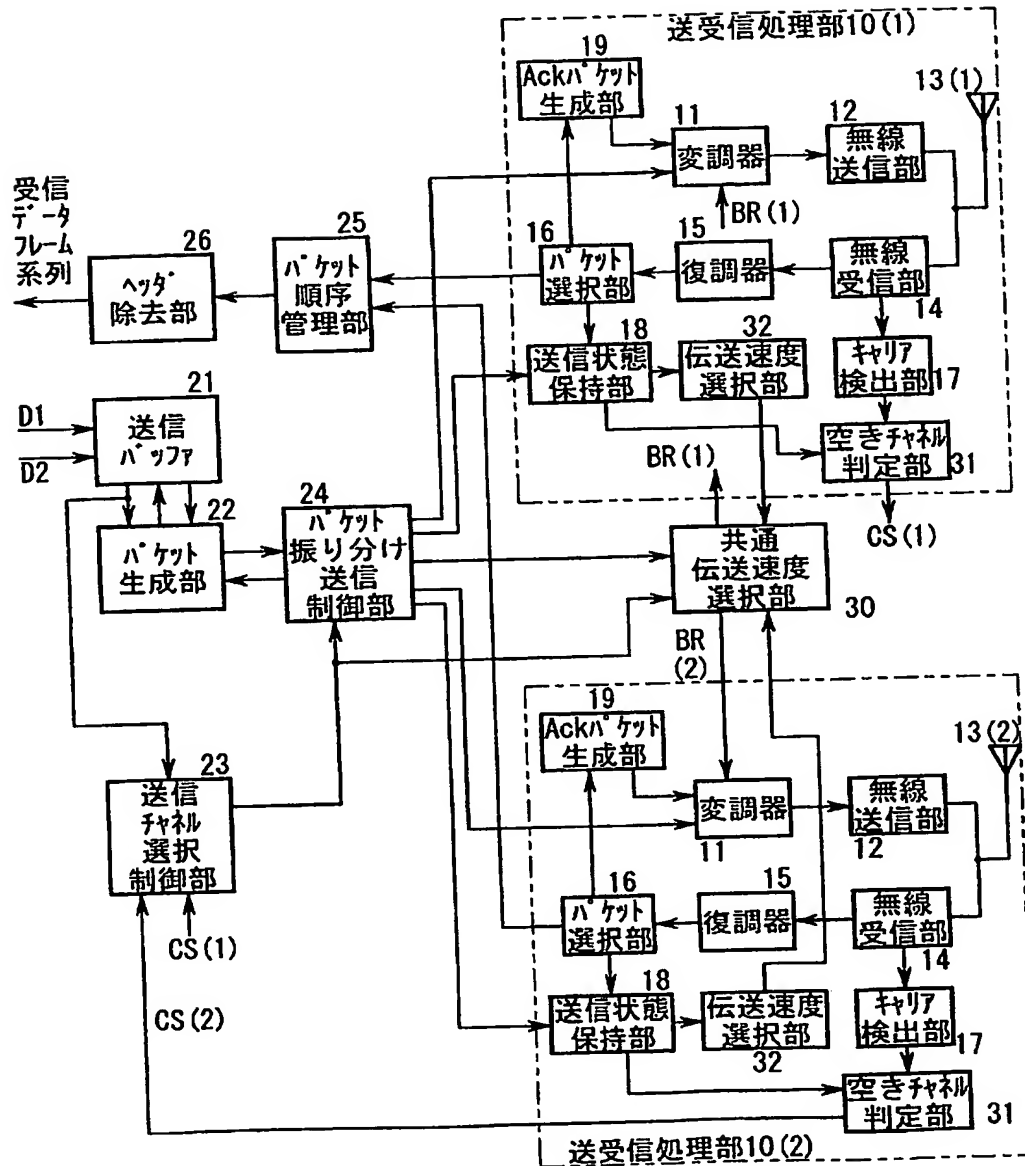 送受信処理部10(1)
19
Ackパケット
生成部
11
変調器
12
無線
送信部
13(1)
受信
データ
フレーム
系列
26
ヘッダ
除去部
25
パケット
順序
管理部
16
パケット
選択部
BR(1)
15
復調器
無線
受信部
14
18
送信状態
保持部
32
伝送速度
選択部
キャリア
検出部
17
空きチャネル
判定部
31
CS(1)
D1
D2
21
送信
バッファ
22
パケット
生成部
24
パケット
振り分け
送信
制御部
BR(1)
共通
伝送速度
選択部
30
BR
(2)
23
送信
チャネル
選択
制御部
CS(1)
CS(2)
19
Ackパケット
生成部
変調器
11
無線
送信部
12
13(2)
16
パケット
選択部
15
復調器
無線
受信部
14
18
送信状態
保持部
伝送速度
選択部
32
キャリア
検出部
17
空きチャネル
判定部
31
送受信処理部10(2)